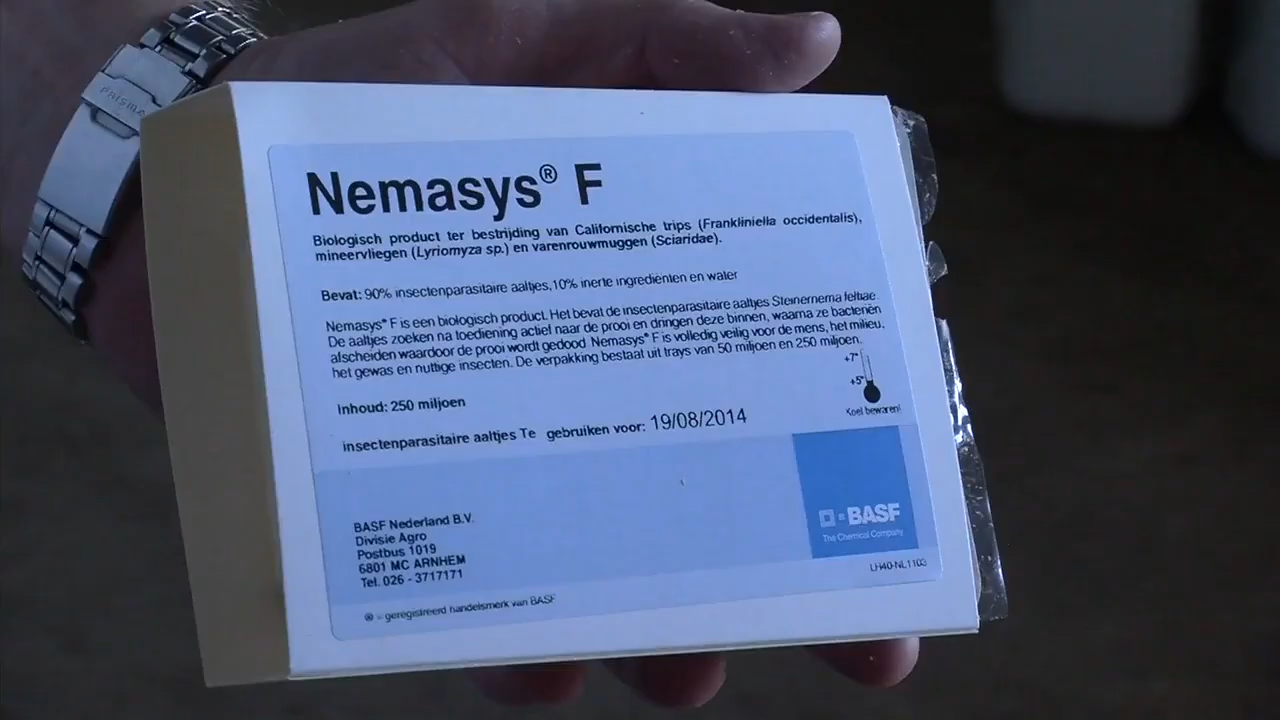 PRISMA
Nemasys® F
Biologisch product ter bestrijding van Californische trips (Frankliniella occidentalis),
mineervliegen (Lyriomyza sp.) en varenrouwmuggen (Sciaridae).
Bevat: 90% insectenparasitaire aaltjes,10% inerte ingrediënten en water
Nemasys® F is een biologisch product. Het bevat de insectenparasitaire aaltjes Steinernema feltiae.
De aaltjes zoeken na toediening actief naar de prooi en dringen deze binnen, waarna ze bacteriën
afscheiden waardoor de prooi wordt gedood. Nemasys® F is volledig veilig voor de mens, het milieu,
het gewas en nuttige insecten. De verpakking bestaat uit trays van 50 miljoen en 250 miljoen.
+7°
+5°
Koel bewaren!
Inhoud: 250 miljoen
insectenparasitaire aaltjes Te gebruiken voor: 19/08/2014
BASF Nederland B.V.
Divisie Agro
Postbus 1019
6801 MC ARNHEM
Tel. 026 - 3717171
BASF
The Chemical Company
LH40-NL1103
® = geregistreerd handelsmerk van BASF